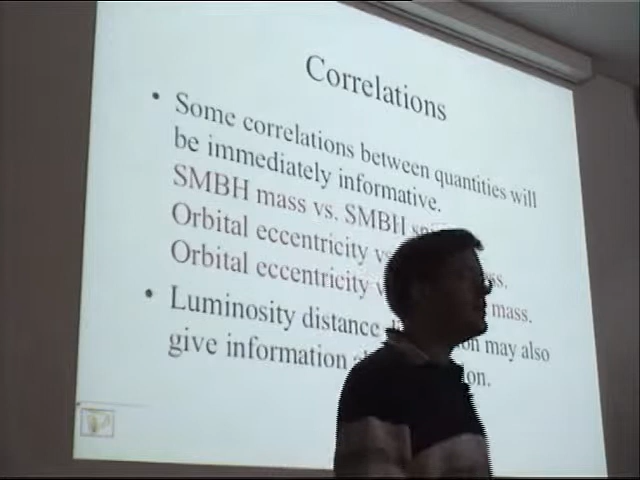 Correlations
• Some correlations between quantities will
be immediately informative.
SMBH mass vs. SMBH
Orbital eccentricity
Orbital eccentricity mass.
• Luminosity distance may also
give information